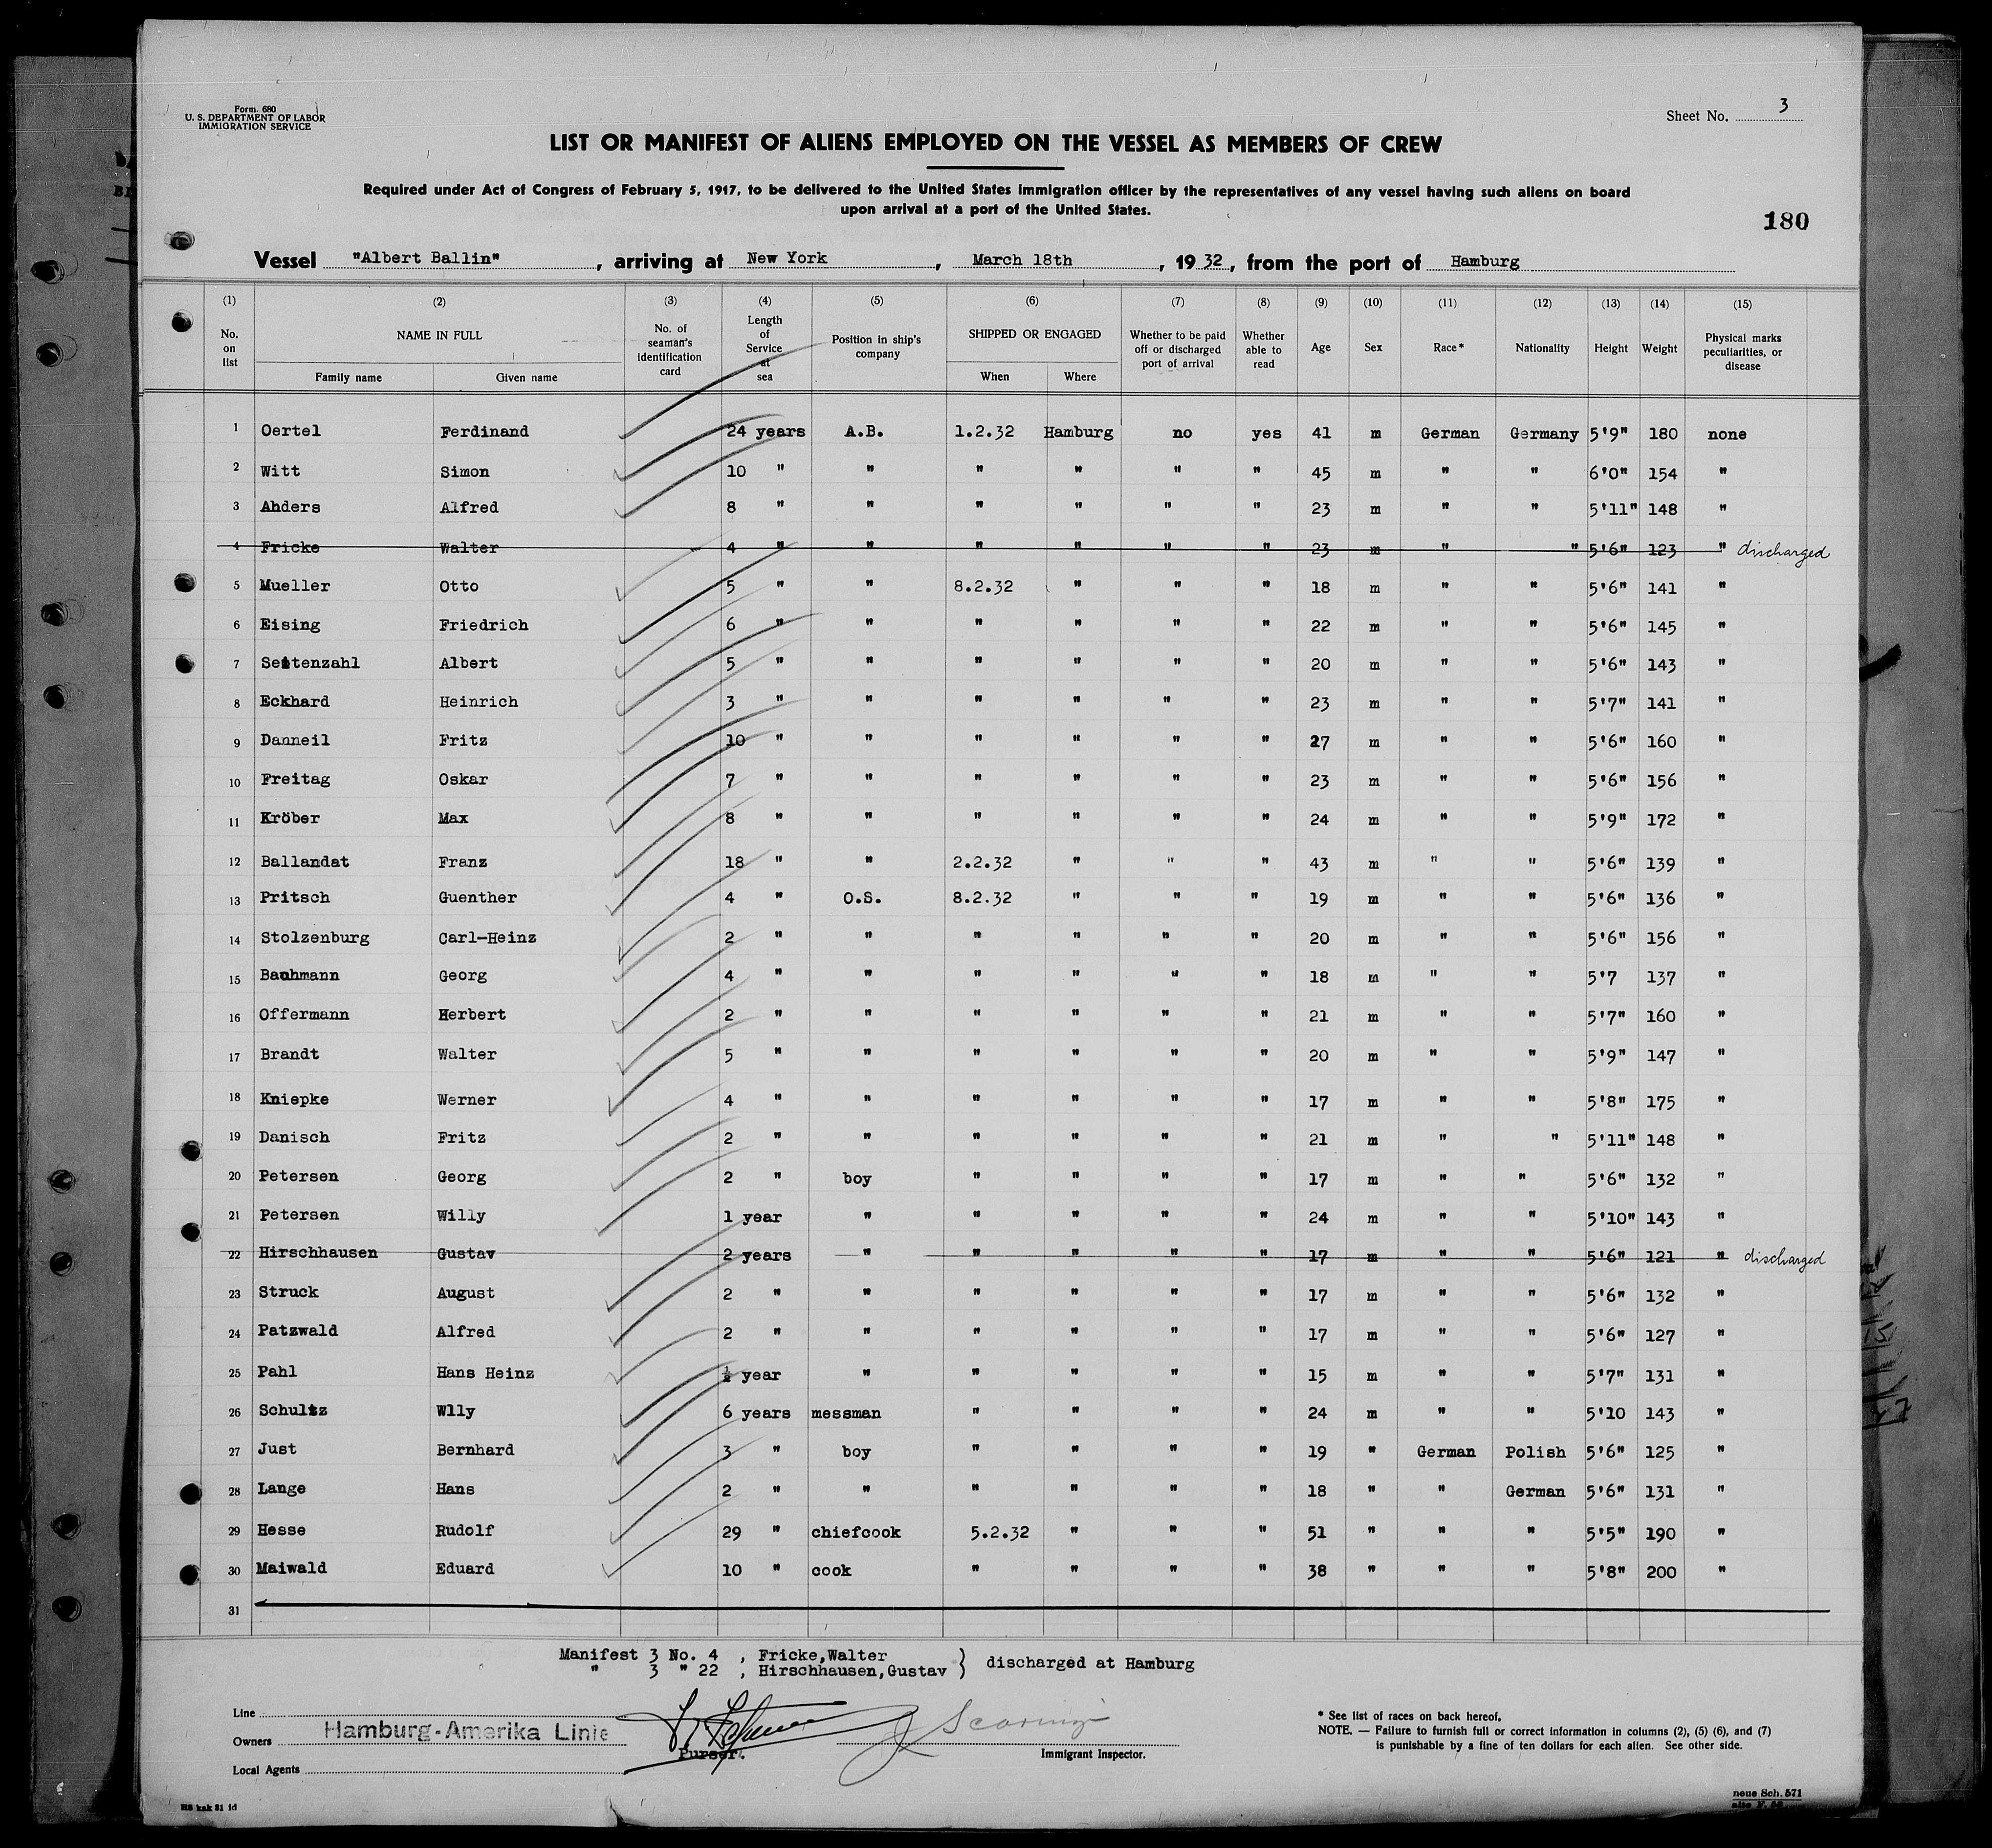 Form. 680
U. S. DEPARTMENT OF LABOR
IMMIGRATION SERVICE
Sheet No. 3
LIST OR MANIFEST OF ALIENS EMPLOYED ON THE VESSEL AS MEMBERS OF CREW
Required under Act of Congress of February 5, 1917, to be delivered to the United States immigration officer by the representatives of any vessel having such aliens on board
upon arrival at a port of the United States.
180
Vessel "Albert Ballin", arriving at New York, March 18th, 1932, from the port of Hamburg
(1) (2) (3) (4) (5) (6) (7) (8) (9) (10) (11) (12) (13) (14) (15)
No. on list NAME IN FULL No. of seaman's identification card Length of Service at sea Position in ship's company SHIPPED OR ENGAGED Whether to be paid off or discharged port of arrival Whether able to read Age Sex Race* Nationality Height Weight Physical marks peculiarities, or disease
Family name Given name When Where
1 Oertel Ferdinand 24 years A.B. 1.2.32 Hamburg no yes 41 m German Germany 5'9" 180 none
2 Witt Simon 10 " " " " " " 45 m " " 6'0" 154 "
3 Ahders Alfred 8 " " " " " " 23 m " " 5'11" 148 "
4 Fricke Walter 4 " " " " " " 23 m " " 5'6" 123 " discharged
5 Mueller Otto 5 " " 8.2.32 " " " 18 m " " 5'6" 141 "
6 Eising Friedrich 6 " " " " " " 22 m " " 5'6" 145 "
7 Seitenzahl Albert 5 " " " " " " 20 m " " 5'6" 143 "
8 Eckhard Heinrich 3 " " " " " " 23 m " " 5'7" 141 "
9 Danneil Fritz 10 " " " " " " 27 m " " 5'6" 160 "
10 Freitag Oskar 7 " " " " " " 23 m " " 5'6" 156 "
11 Kröber Max 8 " " " " " " 24 m " " 5'9" 172 "
12 Ballandat Franz 18 " " 2.2.32 " " " 43 m " " 5'6" 139 "
13 Pritsch Guenther 4 " O.S. 8.2.32 " " " 19 m " " 5'6" 136 "
14 Stolzenburg Carl-Heinz 2 " " " " " " 20 m " " 5'6" 156 "
15 Bauhmann Georg 4 " " " " " " 18 m " " 5'7 137 "
16 Offermann Herbert 2 " " " " " " 21 m " " 5'7" 160 "
17 Brandt Walter 5 " " " " " " 20 m " " 5'9" 147 "
18 Kniepke Werner 4 " " " " " " 17 m " " 5'8" 175 "
19 Danisch Fritz 2 " " " " " " 21 m " " 5'11" 148 "
20 Petersen Georg 2 " boy " " " " 17 m " " 5'6" 132 "
21 Petersen Willy 1 year " " " " " 24 m " " 5'10" 143 "
22 Hirschhausen Gustav 2 years " " " " " 17 m " " 5'6" 121 " discharged
23 Struck August 2 " " " " " " 17 m " " 5'6" 132 "
24 Patzwald Alfred 2 " " " " " " 17 m " " 5'6" 127 "
25 Pahl Hans Heinz ½ year " " " " " 15 m " " 5'7" 131 "
26 Schultz Wlly 6 years messman " " " " 24 m " " 5'10 143 "
27 Just Bernhard 3 " boy " " " " 19 " German Polish 5'6" 125 "
28 Lange Hans 2 " " " " " " 18 " " German 5'6" 131 "
29 Hesse Rudolf 29 " chiefcook 5.2.32 " " " 51 " " " 5'5" 190 "
30 Maiwald Eduard 10 " cook " " " " 38 " " " 5'8" 200 "
31
Manifest 3 No. 4 , Fricke,Walter
" 3 " 22 , Hirschhausen,Gustav } discharged at Hamburg
Line
Owners Hamburg-Amerika Linie
Local Agents
Purser.
Immigrant Inspector.
* See list of races on back hereof.
NOTE. — Failure to furnish full or correct information in columns (2), (5) (6), and (7)
is punishable by a fine of ten dollars for each alien. See other side.
neue Sch. 571